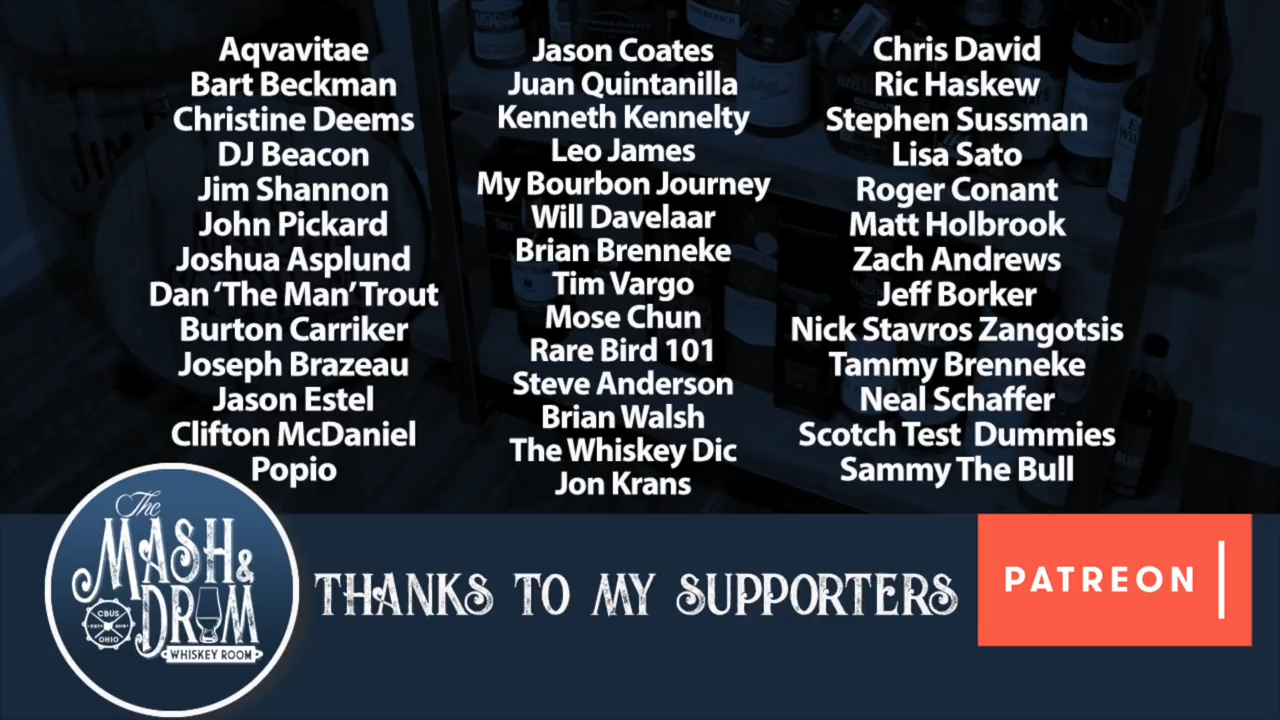 Aqvavitae
Bart Beckman
Christine Deems
DJ Beacon
Jim Shannon
John Pickard
Joshua Asplund
Dan ‘The Man’ Trout
Burton Carriker
Joseph Brazeau
Jason Estel
Clifton McDaniel
Popio
Jason Coates
Juan Quintanilla
Kenneth Kennelty
Leo James
My Bourbon Journey
Will Davelaar
Brian Brenneke
Tim Vargo
Mose Chun
Rare Bird 101
Steve Anderson
Brian Walsh
The Whiskey Dic
Jon Krans
Chris David
Ric Haskew
Stephen Sussman
Lisa Sato
Roger Conant
Matt Holbrook
Zach Andrews
Jeff Borker
Nick Stavros Zangotsis
Tammy Brenneke
Neal Schaffer
Scotch Test Dummies
Sammy The Bull
The
MASH &
DRUM
CBUS
OHIO
WHISKEY ROOM
THANKS TO MY SUPPORTERS
PATREON